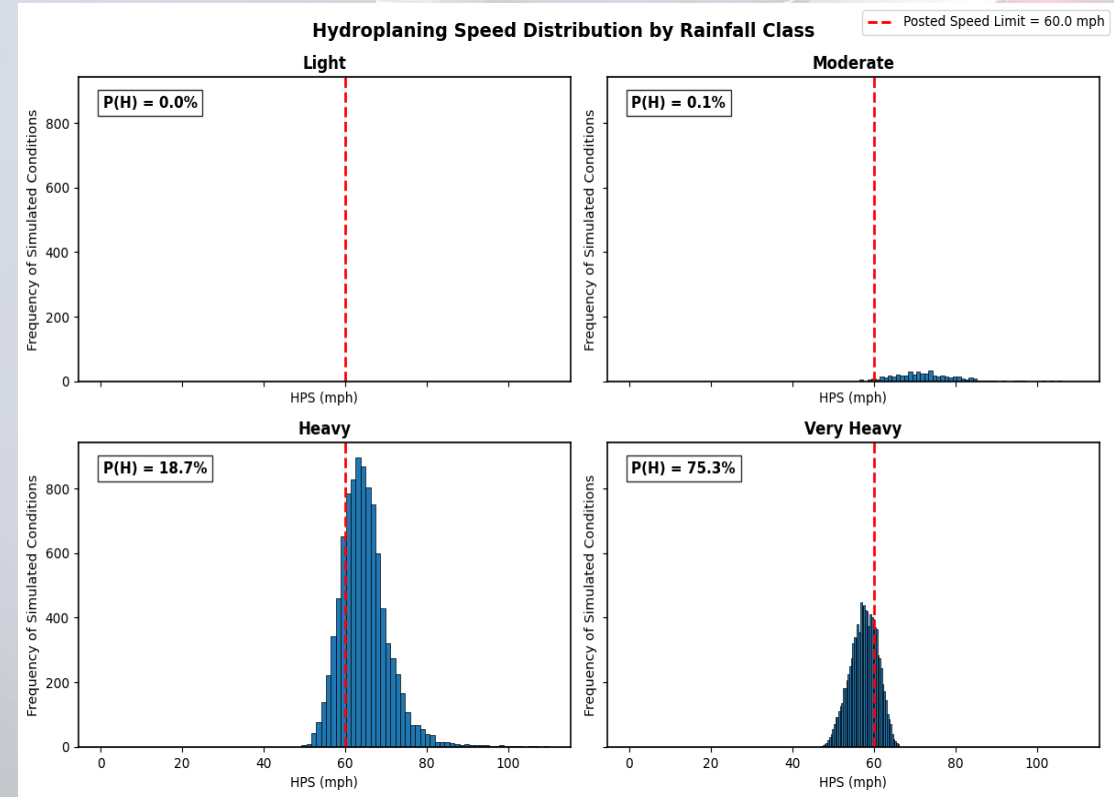 Hydroplaning Speed Distribution by Rainfall Class
Posted Speed Limit = 60.0 mph
Light
P(H) = 0.0%
Frequency of Simulated Conditions
800
600
400
200
0
HPS (mph)
Moderate
P(H) = 0.1%
Frequency of Simulated Conditions
HPS (mph)
Heavy
P(H) = 18.7%
Frequency of Simulated Conditions
800
600
400
200
0
0 20 40 60 80 100
HPS (mph)
Very Heavy
P(H) = 75.3%
Frequency of Simulated Conditions
0 20 40 60 80 100
HPS (mph)